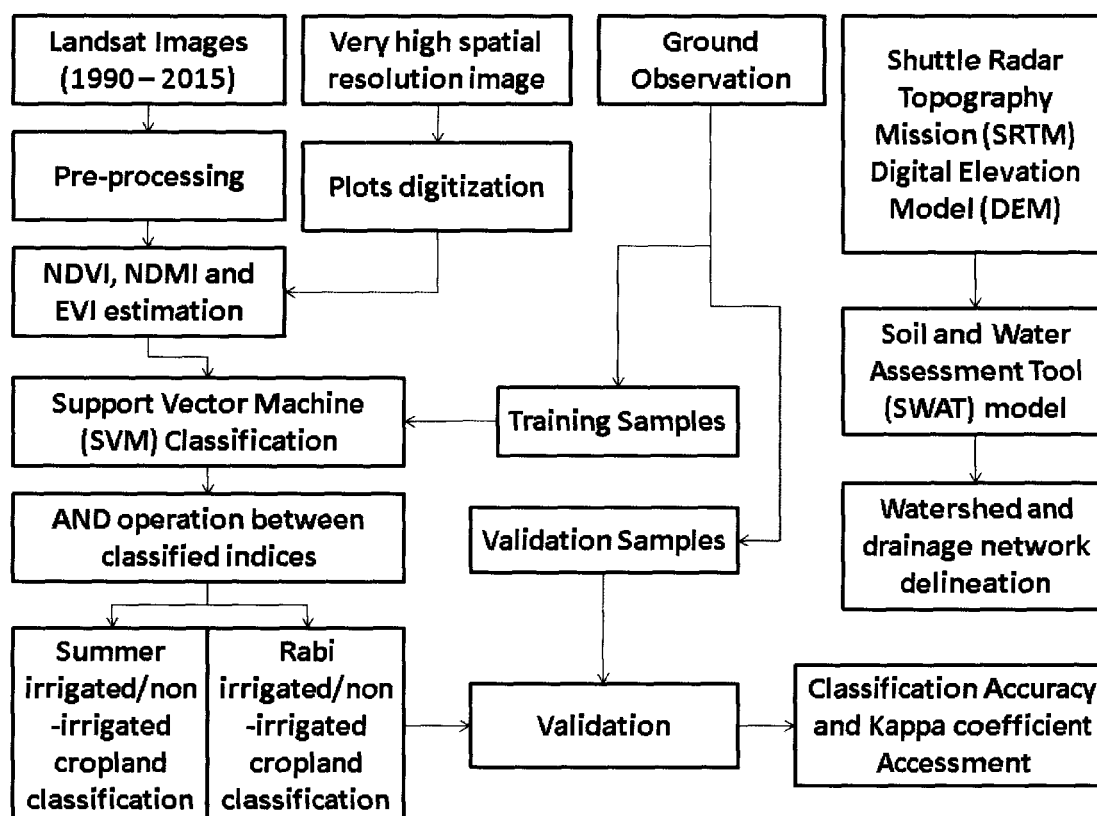 Landsat Images
(1990 – 2015)
Very high spatial
resolution image
Ground
Observation
Shuttle Radar
Topography
Mission (SRTM)
Digital Elevation
Model (DEM)
Pre-processing
Plots digitization
NDVI, NDMI and
EVI estimation
Soil and Water
Assessment Tool
(SWAT) model
Support Vector Machine
(SVM) Classification
Training Samples
AND operation between
classified indices
Validation Samples
Watershed and
drainage network
delineation
Summer
irrigated/non
-irrigated
cropland
classification
Rabi
irrigated/non
-irrigated
cropland
classification
Validation
Classification Accuracy
and Kappa coefficient
Accessment